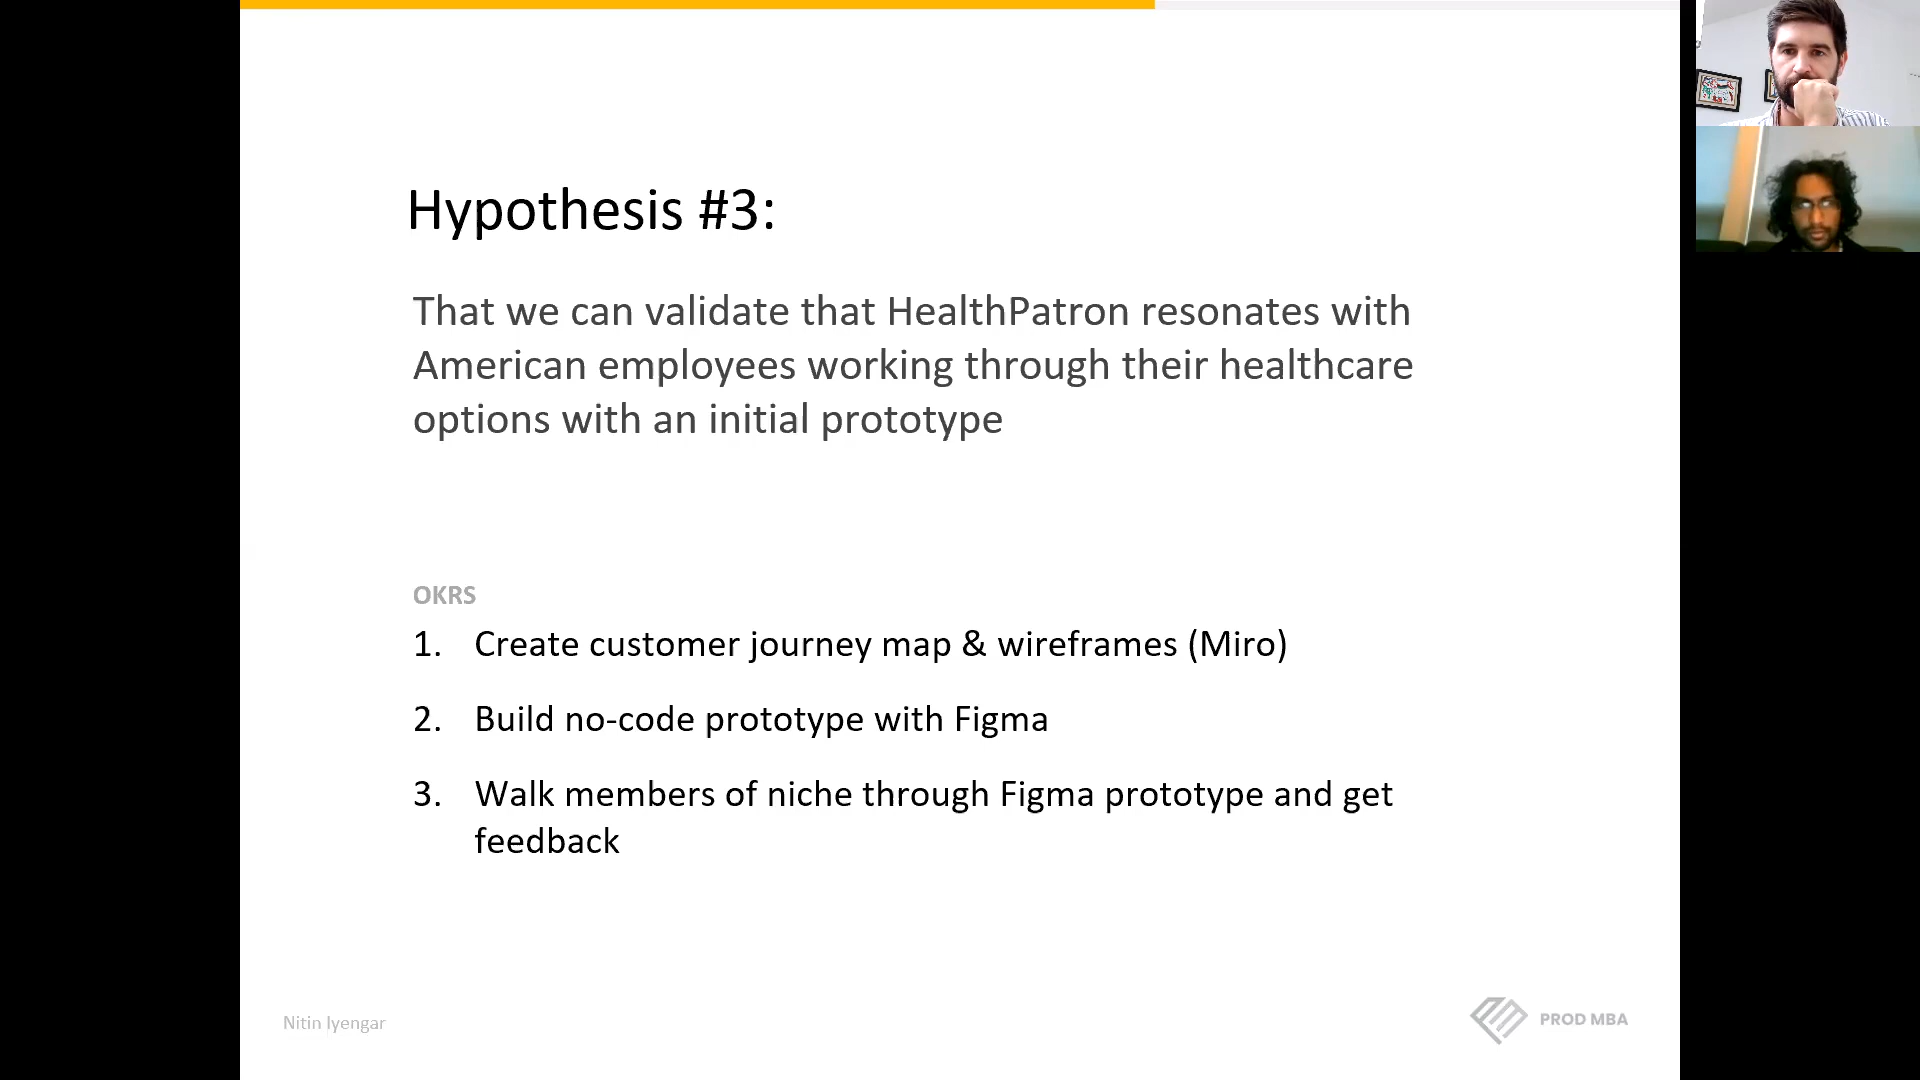 Hypothesis #3:
That we can validate that HealthPatron resonates with
American employees working through their healthcare
options with an initial prototype
OKRS
1. Create customer journey map & wireframes (Miro)
2. Build no-code prototype with Figma
3. Walk members of niche through Figma prototype and get
feedback
Nitin Iyengar
PROD MBA